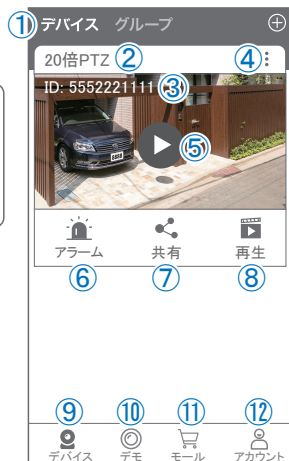 ①デバイス グループ
20倍PTZ ② ④
ID: 5552221111 ③
⑤
アラーム 共有 再生
⑥ ⑦ ⑧
⑨ ⑩ ⑪ ⑫
デバイス デモ モール アカウント